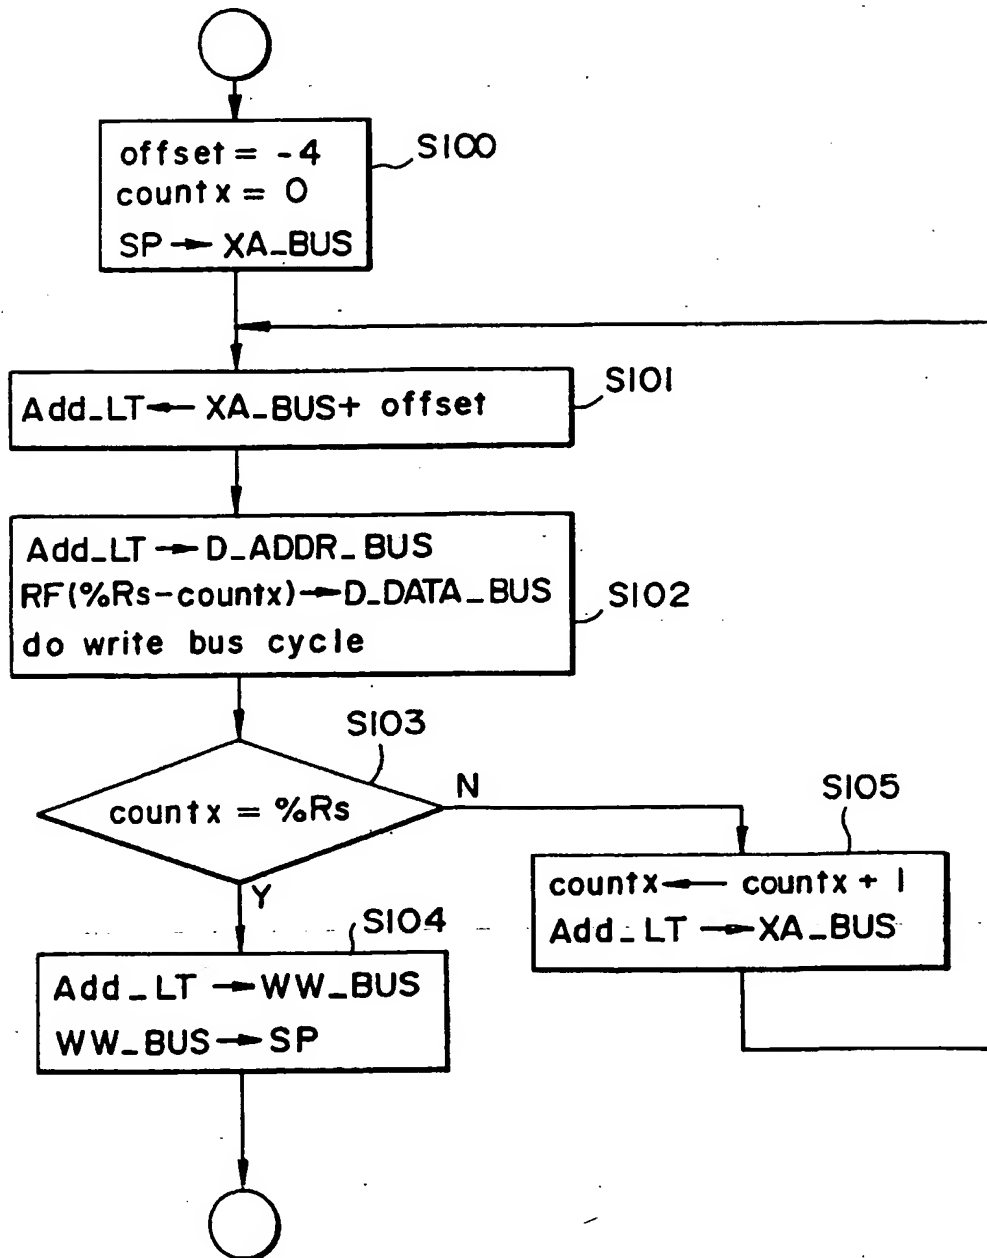 offset = -4
countx = 0
SP → XA_BUS
S100
Add_LT ← XA_BUS + offset
S101
Add_LT → D_ADDR_BUS
RF(%Rs-countx) → D_DATA_BUS
do write bus cycle
S102
S103
countx = %Rs
N
Y
S105
countx ← countx + 1
Add_LT → XA_BUS
S104
Add_LT → WW_BUS
WW_BUS → SP